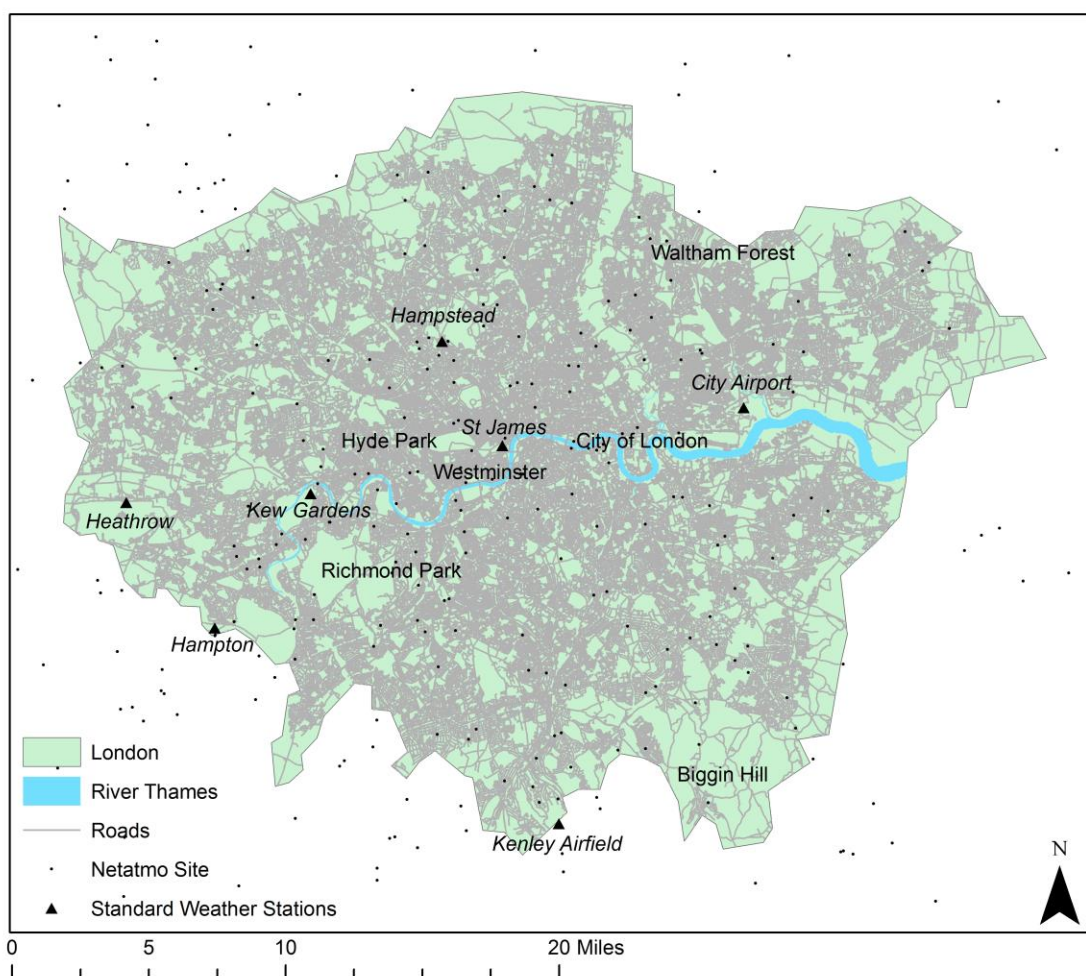 Waltham Forest
Hampstead
City Airport
St James
Hyde Park
City of London
Westminster
Kew Gardens
Heathrow
Richmond Park
Hampton
London
Biggin Hill
River Thames
Roads
Kenley Airfield
N
Netatmo Site
Standard Weather Stations
0 5 10 20 Miles